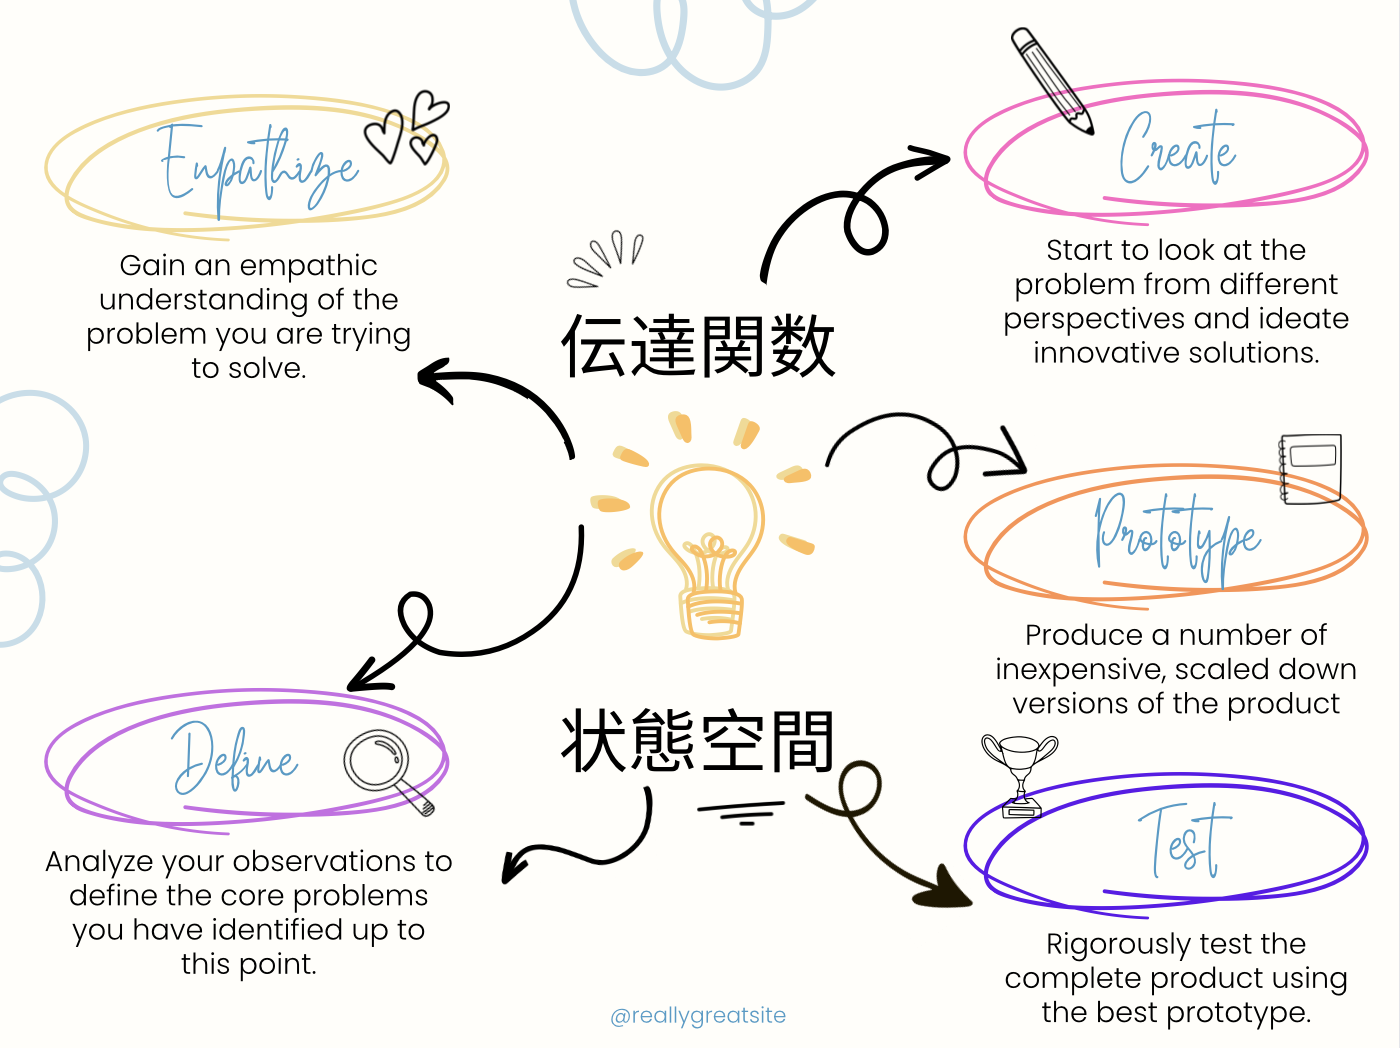 Empathize
Gain an empathic
understanding of the
problem you are trying
to solve.
Create
Start to look at the
problem from different
perspectives and ideate
innovative solutions.
伝達関数
Prototype
Produce a number of
inexpensive, scaled down
versions of the product
Define
Analyze your observations to
define the core problems
you have identified up to
this point.
状態空間
Test
Rigorously test the
complete product using
the best prototype.
@reallygreatsite